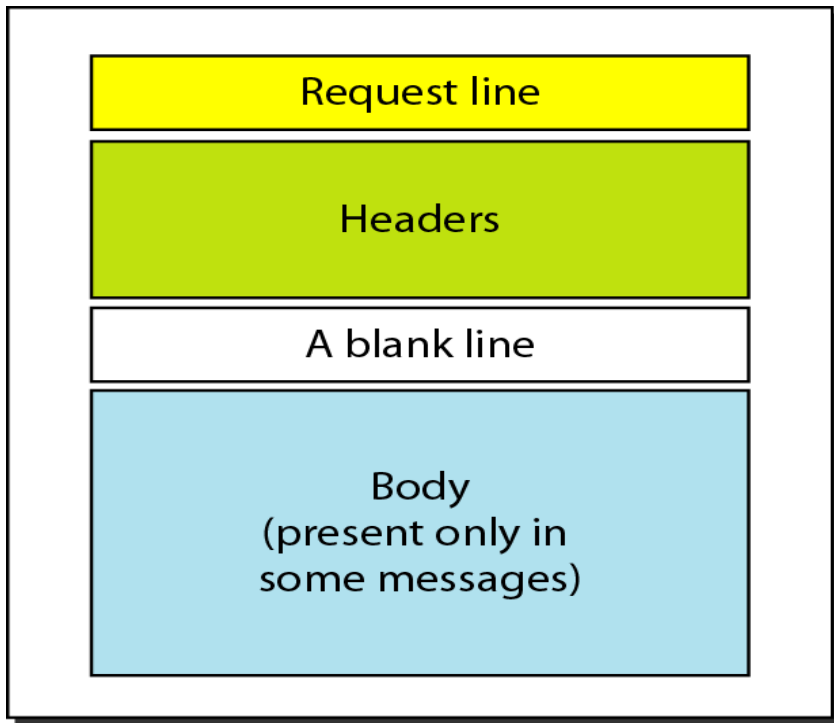 Request line
Headers
A blank line
Body
(present only in
some messages)